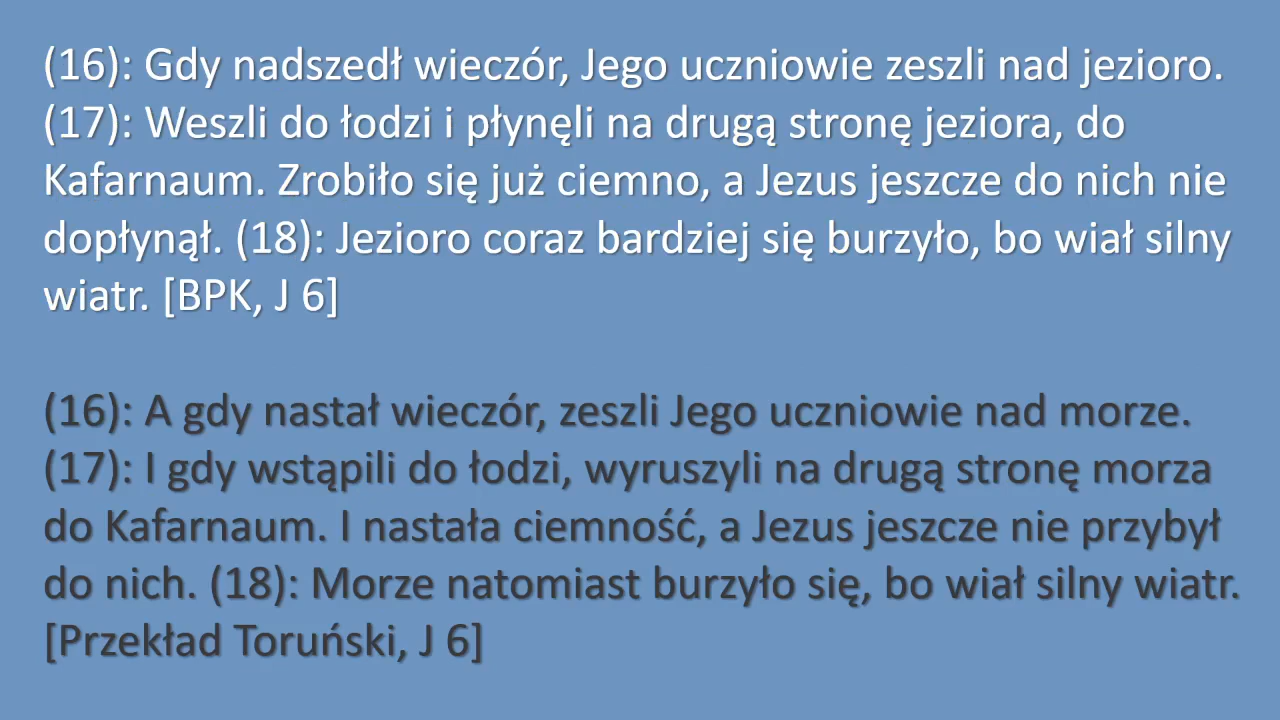 (16): Gdy nadszedł wieczór, Jego uczniowie zeszli nad jezioro.
(17): Weszli do łodzi i płynęli na drugą stronę jeziora, do
Kafarnaum. Zrobiło się już ciemno, a Jezus jeszcze do nich nie
dopłynął. (18): Jezioro coraz bardziej się burzyło, bo wiał silny
wiatr. [BPK, J 6]
(16): A gdy nastał wieczór, zeszli Jego uczniowie nad morze.
(17): I gdy wstąpili do łodzi, wyruszyli na drugą stronę morza
do Kafarnaum. I nastała ciemność, a Jezus jeszcze nie przybył
do nich. (18): Morze natomiast burzyło się, bo wiał silny wiatr.
[Przekład Toruński, J 6]